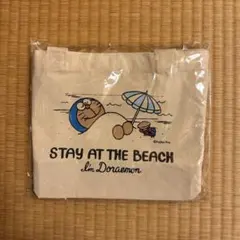 STAY AT THE BEACH
I'm Doraemon